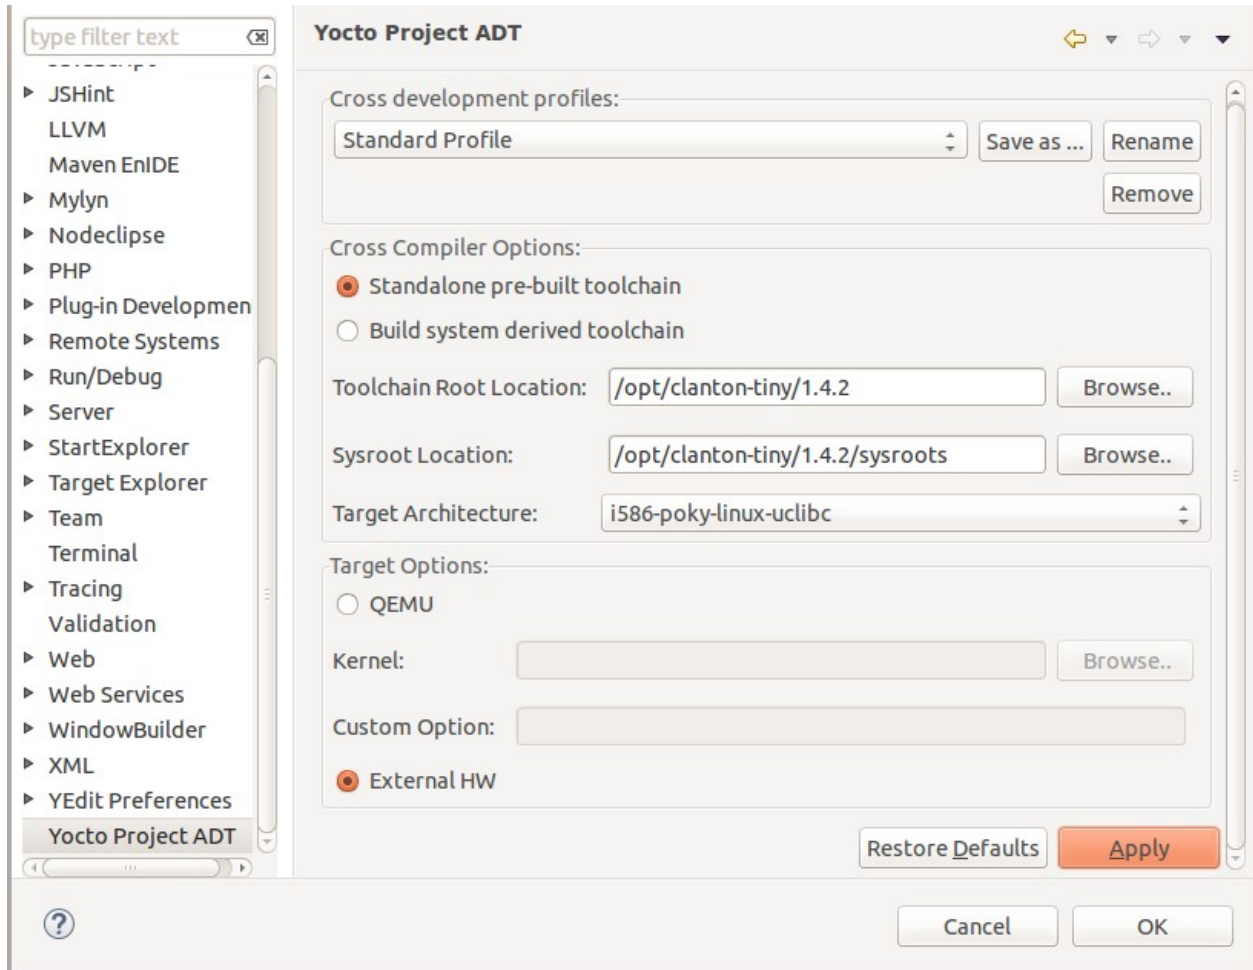 type filter text
JSHint
LLVM
Maven EnIDE
Mylyn
Nodeclipse
PHP
Plug-in Developmen
Remote Systems
Run/Debug
Server
StartExplorer
Target Explorer
Team
Terminal
Tracing
Validation
Web
Web Services
WindowBuilder
XML
YEdit Preferences
Yocto Project ADT
Yocto Project ADT
Cross development profiles:
Standard Profile Save as ... Rename
Remove
Cross Compiler Options:
Standalone pre-built toolchain
Build system derived toolchain
Toolchain Root Location: /opt/clanton-tiny/1.4.2 Browse..
Sysroot Location: /opt/clanton-tiny/1.4.2/sysroots Browse..
Target Architecture: i586-poky-linux-uclibc
Target Options:
QEMU
Kernel: Browse..
Custom Option:
External HW
Restore Defaults Apply
Cancel OK